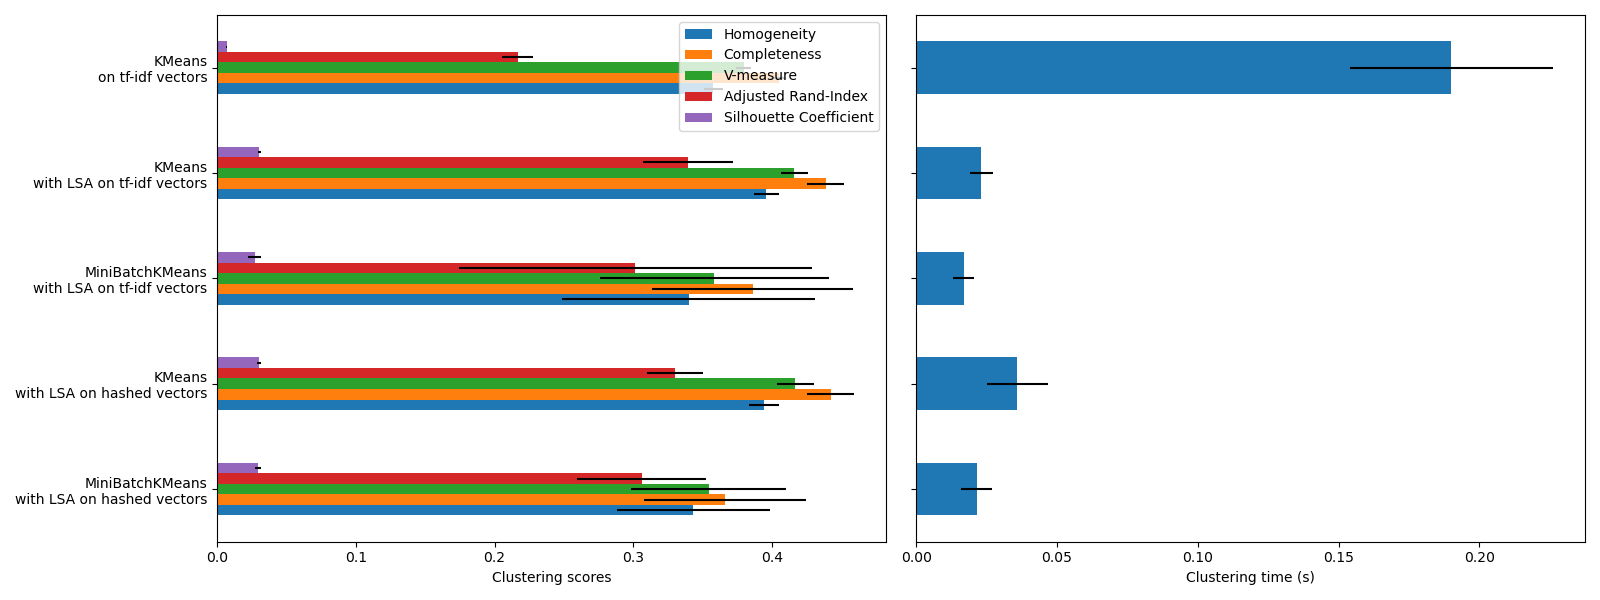 KMeans
on tf-idf vectors
KMeans
with LSA on tf-idf vectors
MiniBatchKMeans
with LSA on tf-idf vectors
KMeans
with LSA on hashed vectors
MiniBatchKMeans
with LSA on hashed vectors
Homogeneity
Completeness
V-measure
Adjusted Rand-Index
Silhouette Coefficient
0.0 0.1 0.2 0.3 0.4
Clustering scores
0.00 0.05 0.10 0.15 0.20
Clustering time (s)